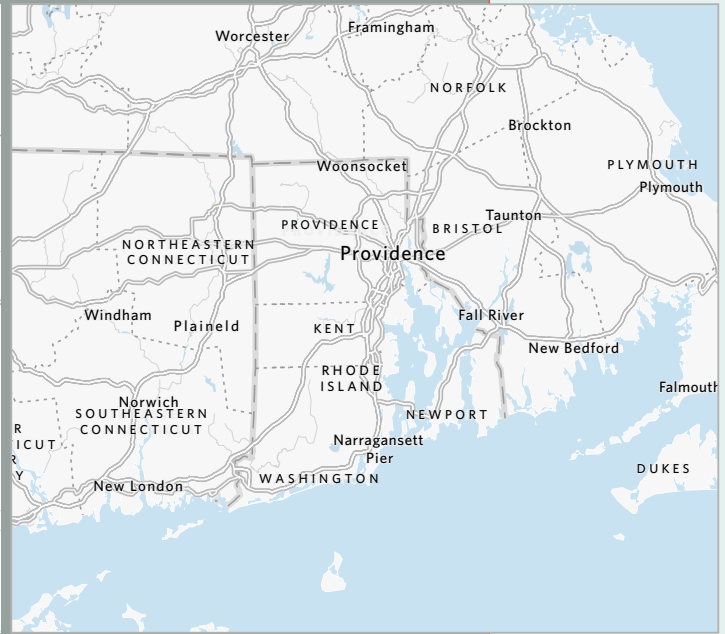 Framingham
Worcester
NORFOLK
Brockton
PLYMOUTH
Woonsocket
Plymouth
Taunton
PROVIDENCE
BRISTOL
NORTHEASTERN
CONNECTICUT
Providence
Windham
Fall River
Plaineld
KENT
New Bedford
RHODE
ISLAND
Falmouth
Norwich
SOUTHEASTERN
CONNECTICUT
NEWPORT
R
ICUT
Y
Narragansett
Pier
DUKES
WASHINGTON
New London